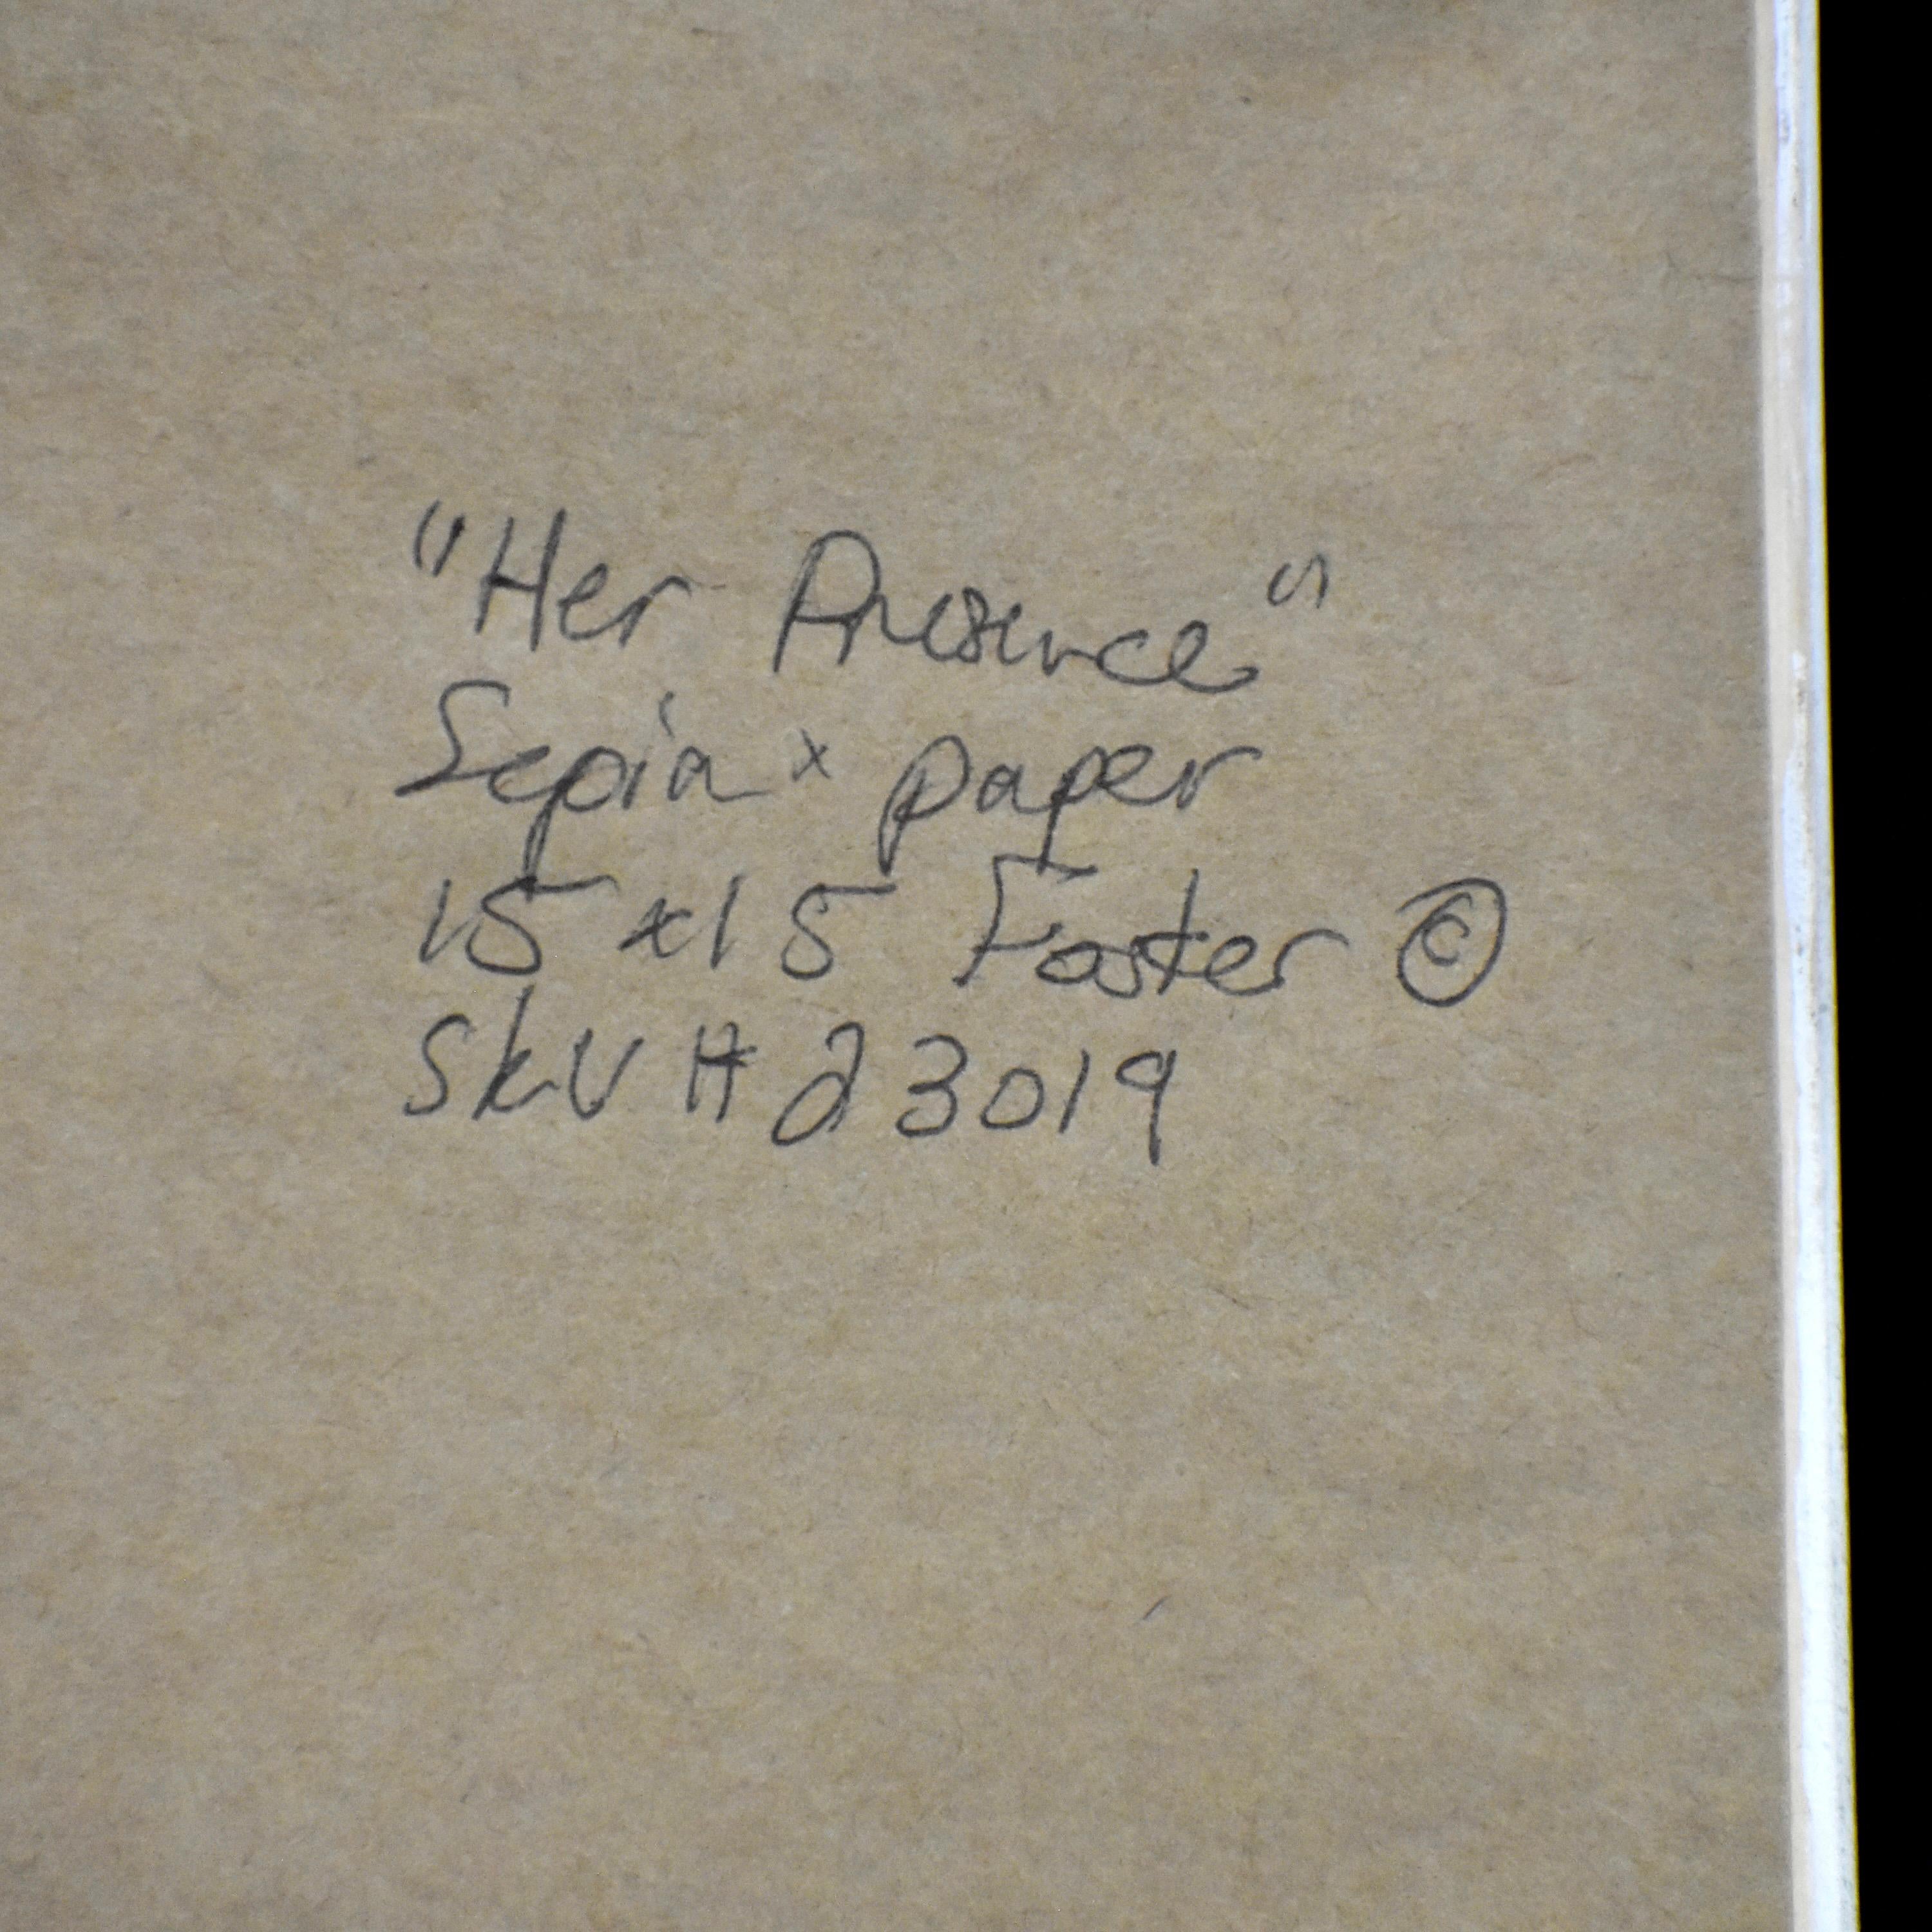 "Her Presence"
Sepia x paper
15 x 15 Foster ©
SKU # 23019